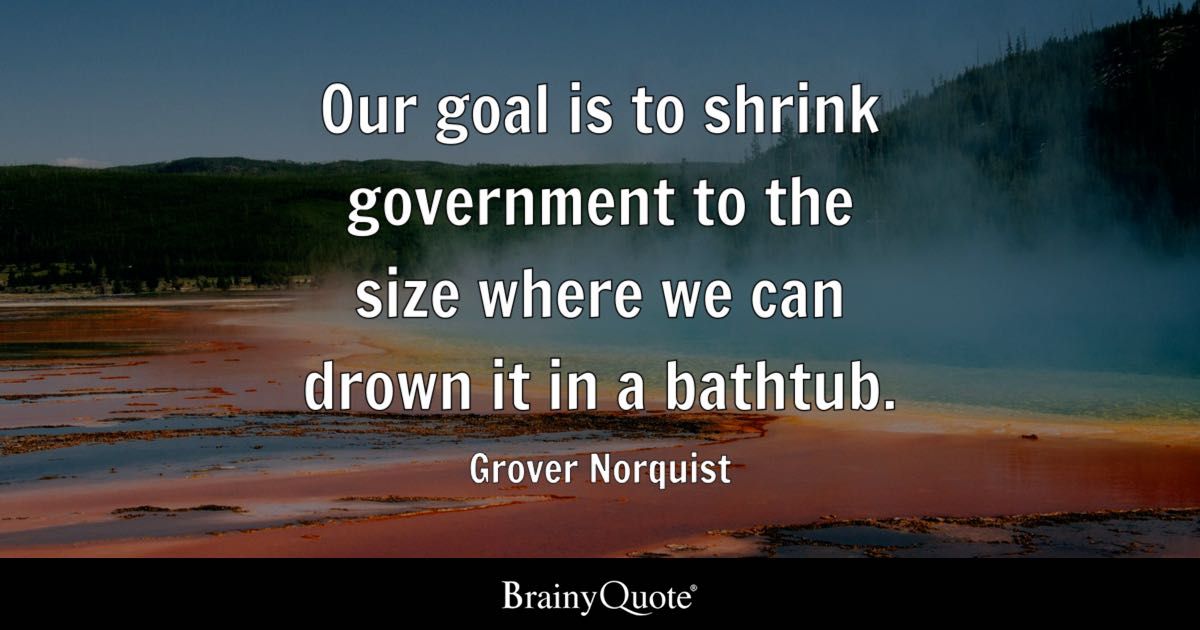 Our goal is to shrink
government to the
size where we can
drown it in a bathtub.
Grover Norquist
BrainyQuote®